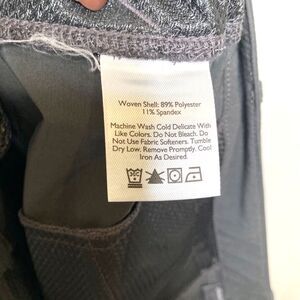 Woven Shell: 89% Polyester
11% Spandex
Machine Wash Cold Delicate With
Like Colors. Do Not Bleach. Do
Not Use Fabric Softeners. Tumble
Dry Low. Remove Promptly. Cool
Iron As Desired.